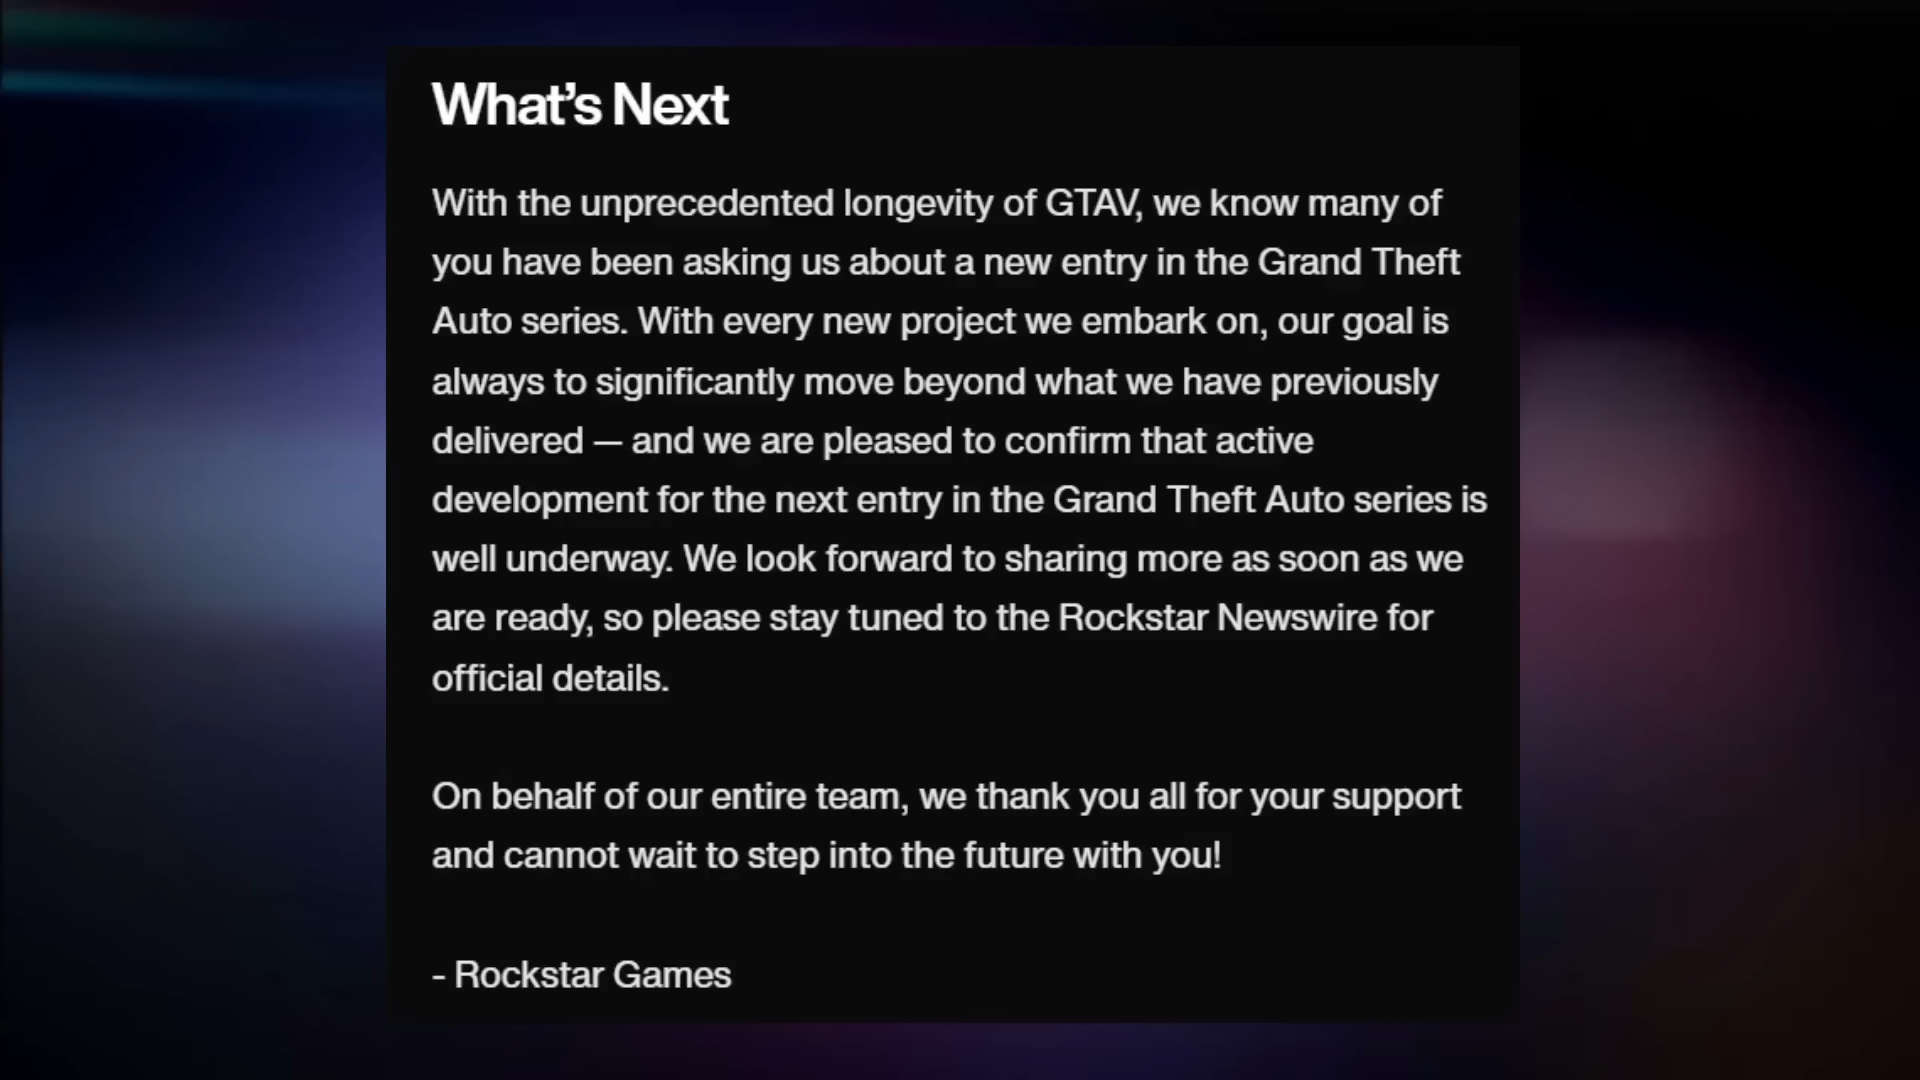 What’s Next
With the unprecedented longevity of GTAV, we know many of
you have been asking us about a new entry in the Grand Theft
Auto series. With every new project we embark on, our goal is
always to significantly move beyond what we have previously
delivered — and we are pleased to confirm that active
development for the next entry in the Grand Theft Auto series is
well underway. We look forward to sharing more as soon as we
are ready, so please stay tuned to the Rockstar Newswire for
official details.
On behalf of our entire team, we thank you all for your support
and cannot wait to step into the future with you!
- Rockstar Games